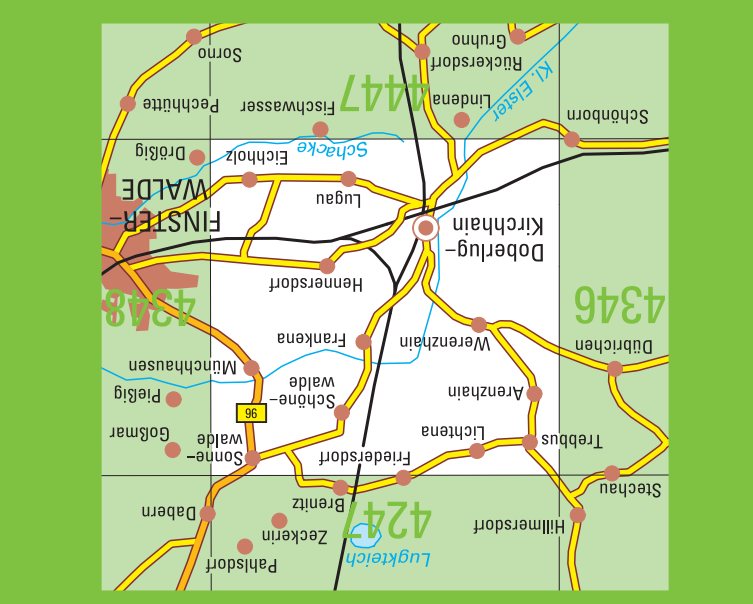 Lugkteich
Pahlsdorf
Zeckerin
Hillmersdorf
4247
Dabern
Brenitz
Stechau
Friedersdorf
Sonne-
walde
Trebbus
Lichtena
Goßmar
96
Schöne-
walde
Arenzhain
Pießig
Münchhausen
Dübrichen
Werenzhain
Frankena
4346
4348
Hennersdorf
Doberlug-
Kirchhain
FINSTER-
WALDE
Lugau
Eichholz
Drößig
Schacke
Schönborn
Lindena
Fischwasser
Pechhütte
4447
Kl. Elster
Rückersdorf
Gruhno
Sorno